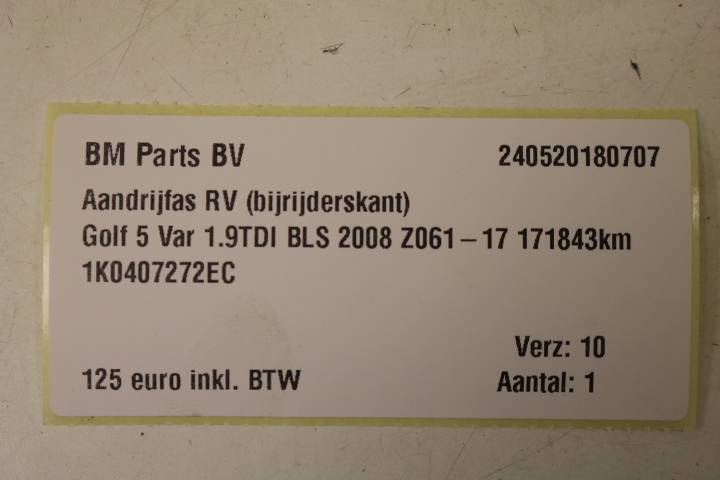 BM Parts BV 240520180707
Aandrijfas RV (bijrijderskant)
Golf 5 Var 1.9TDI BLS 2008 Z061 – 17 171843km
1K0407272EC
Verz: 10
125 euro inkl. BTW Aantal: 1